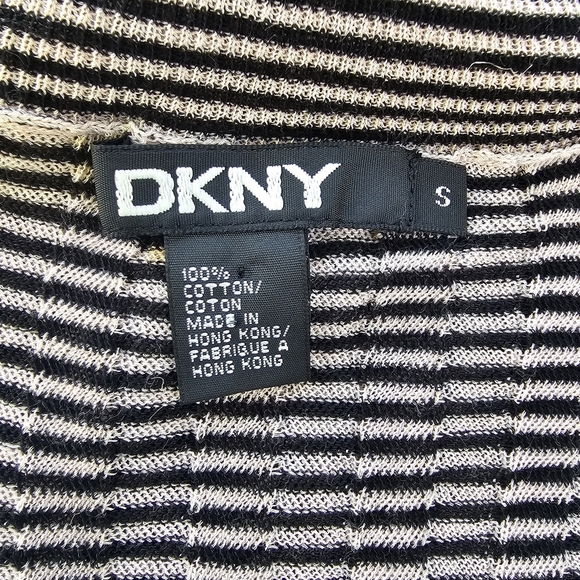 DKNY
S
100%
COTTON/
COTON
MADE IN
HONG KONG/
FABRIQUE A
HONG KONG